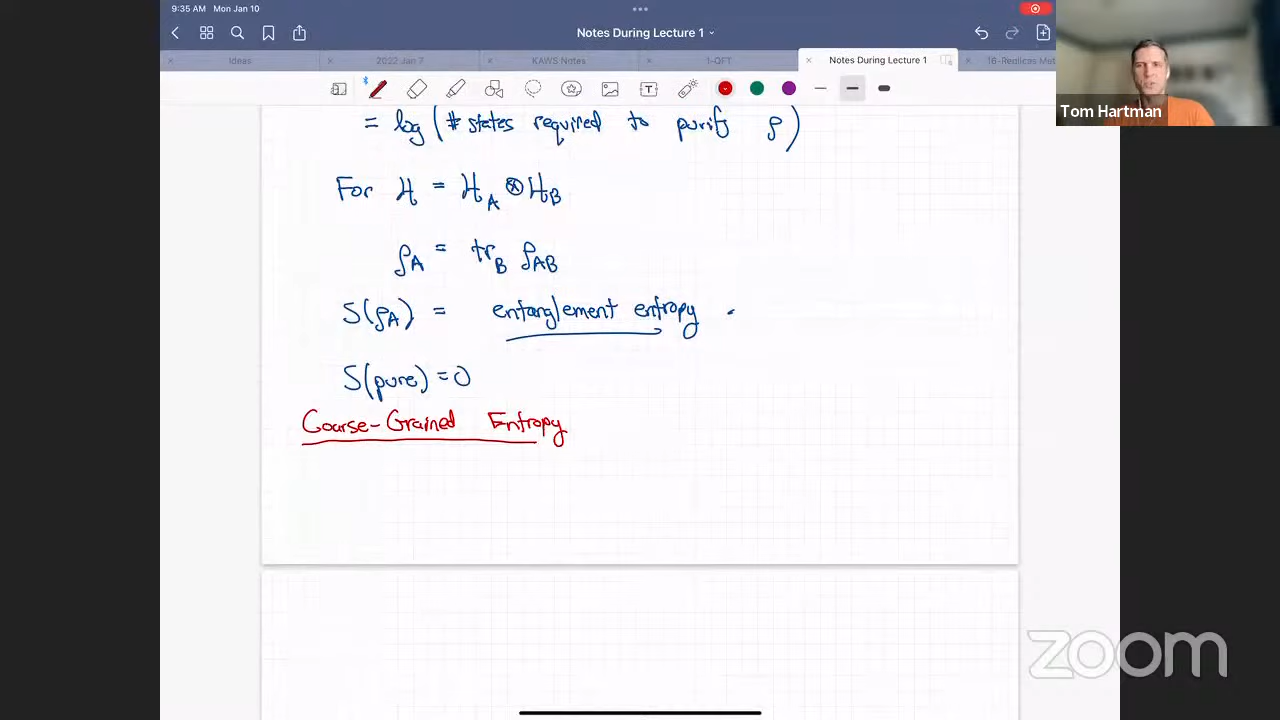 9:35 AM Mon Jan 10
Notes During Lecture 1
Ideas
2022 Jan 7
KAWS Notes
1-QFT
Notes During Lecture 1
16-Replicas Met
Tom Hartman
= log (# states required to purify ρ)
For H = H_A ⊗ H_B
ρ_A = tr_B ρ_AB
S(ρ_A) = entanglement entropy
S(pure) = 0
Coarse-Grained Entropy
zoom